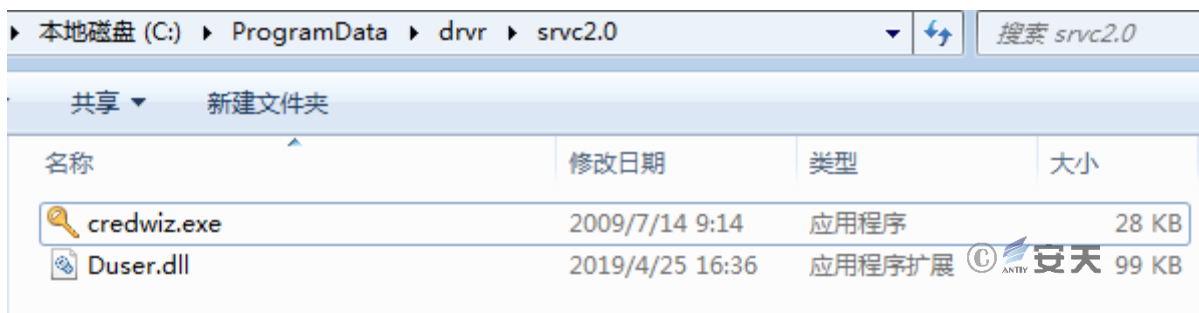 本地磁盘 (C:) ProgramData drvr srvc2.0 搜索 srvc2.0
共享 新建文件夹
名称 修改日期 类型 大小
credwiz.exe 2009/7/14 9:14 应用程序 28 KB
Duser.dll 2019/4/25 16:36 应用程序扩展 © ANTIY 安天 99 KB